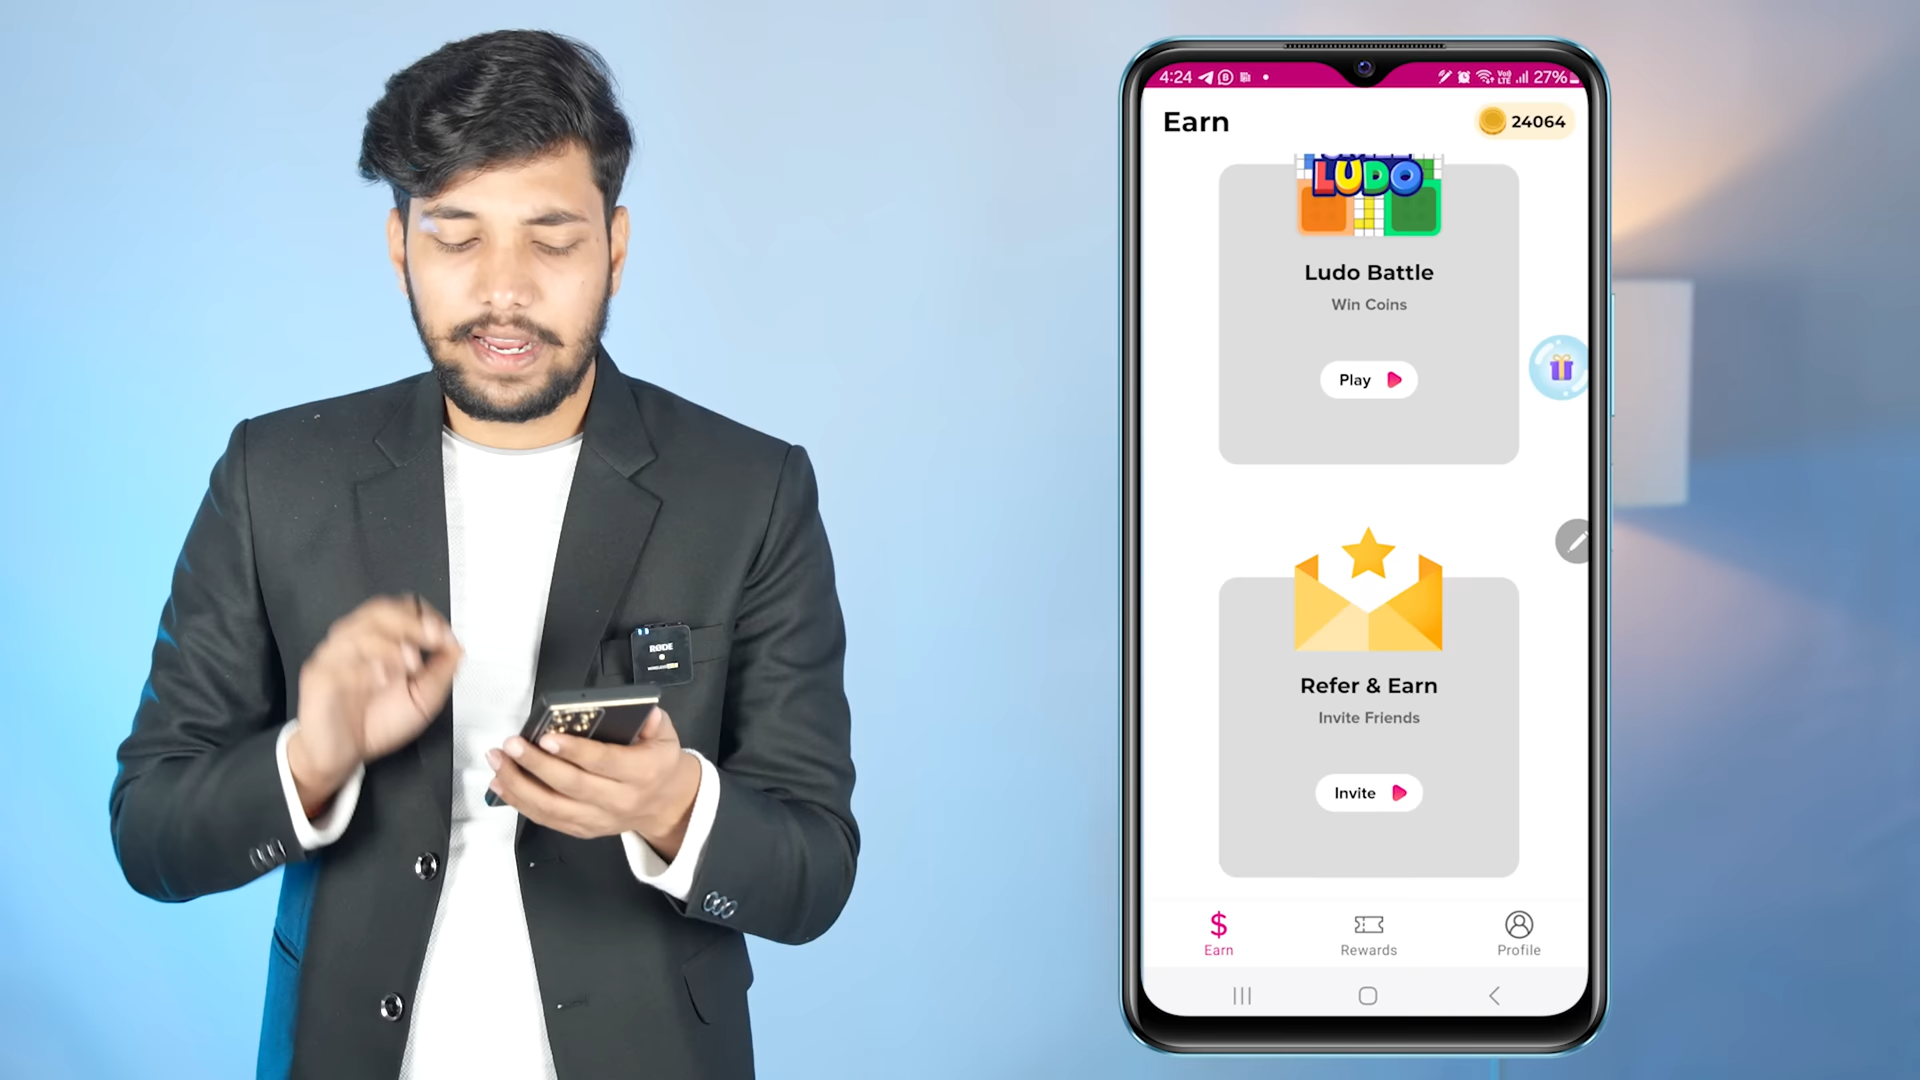 4:24
27%
Earn
24064
LUDO
Ludo Battle
Win Coins
Play
Refer & Earn
Invite Friends
Invite
Earn
Rewards
Profile
RØDE